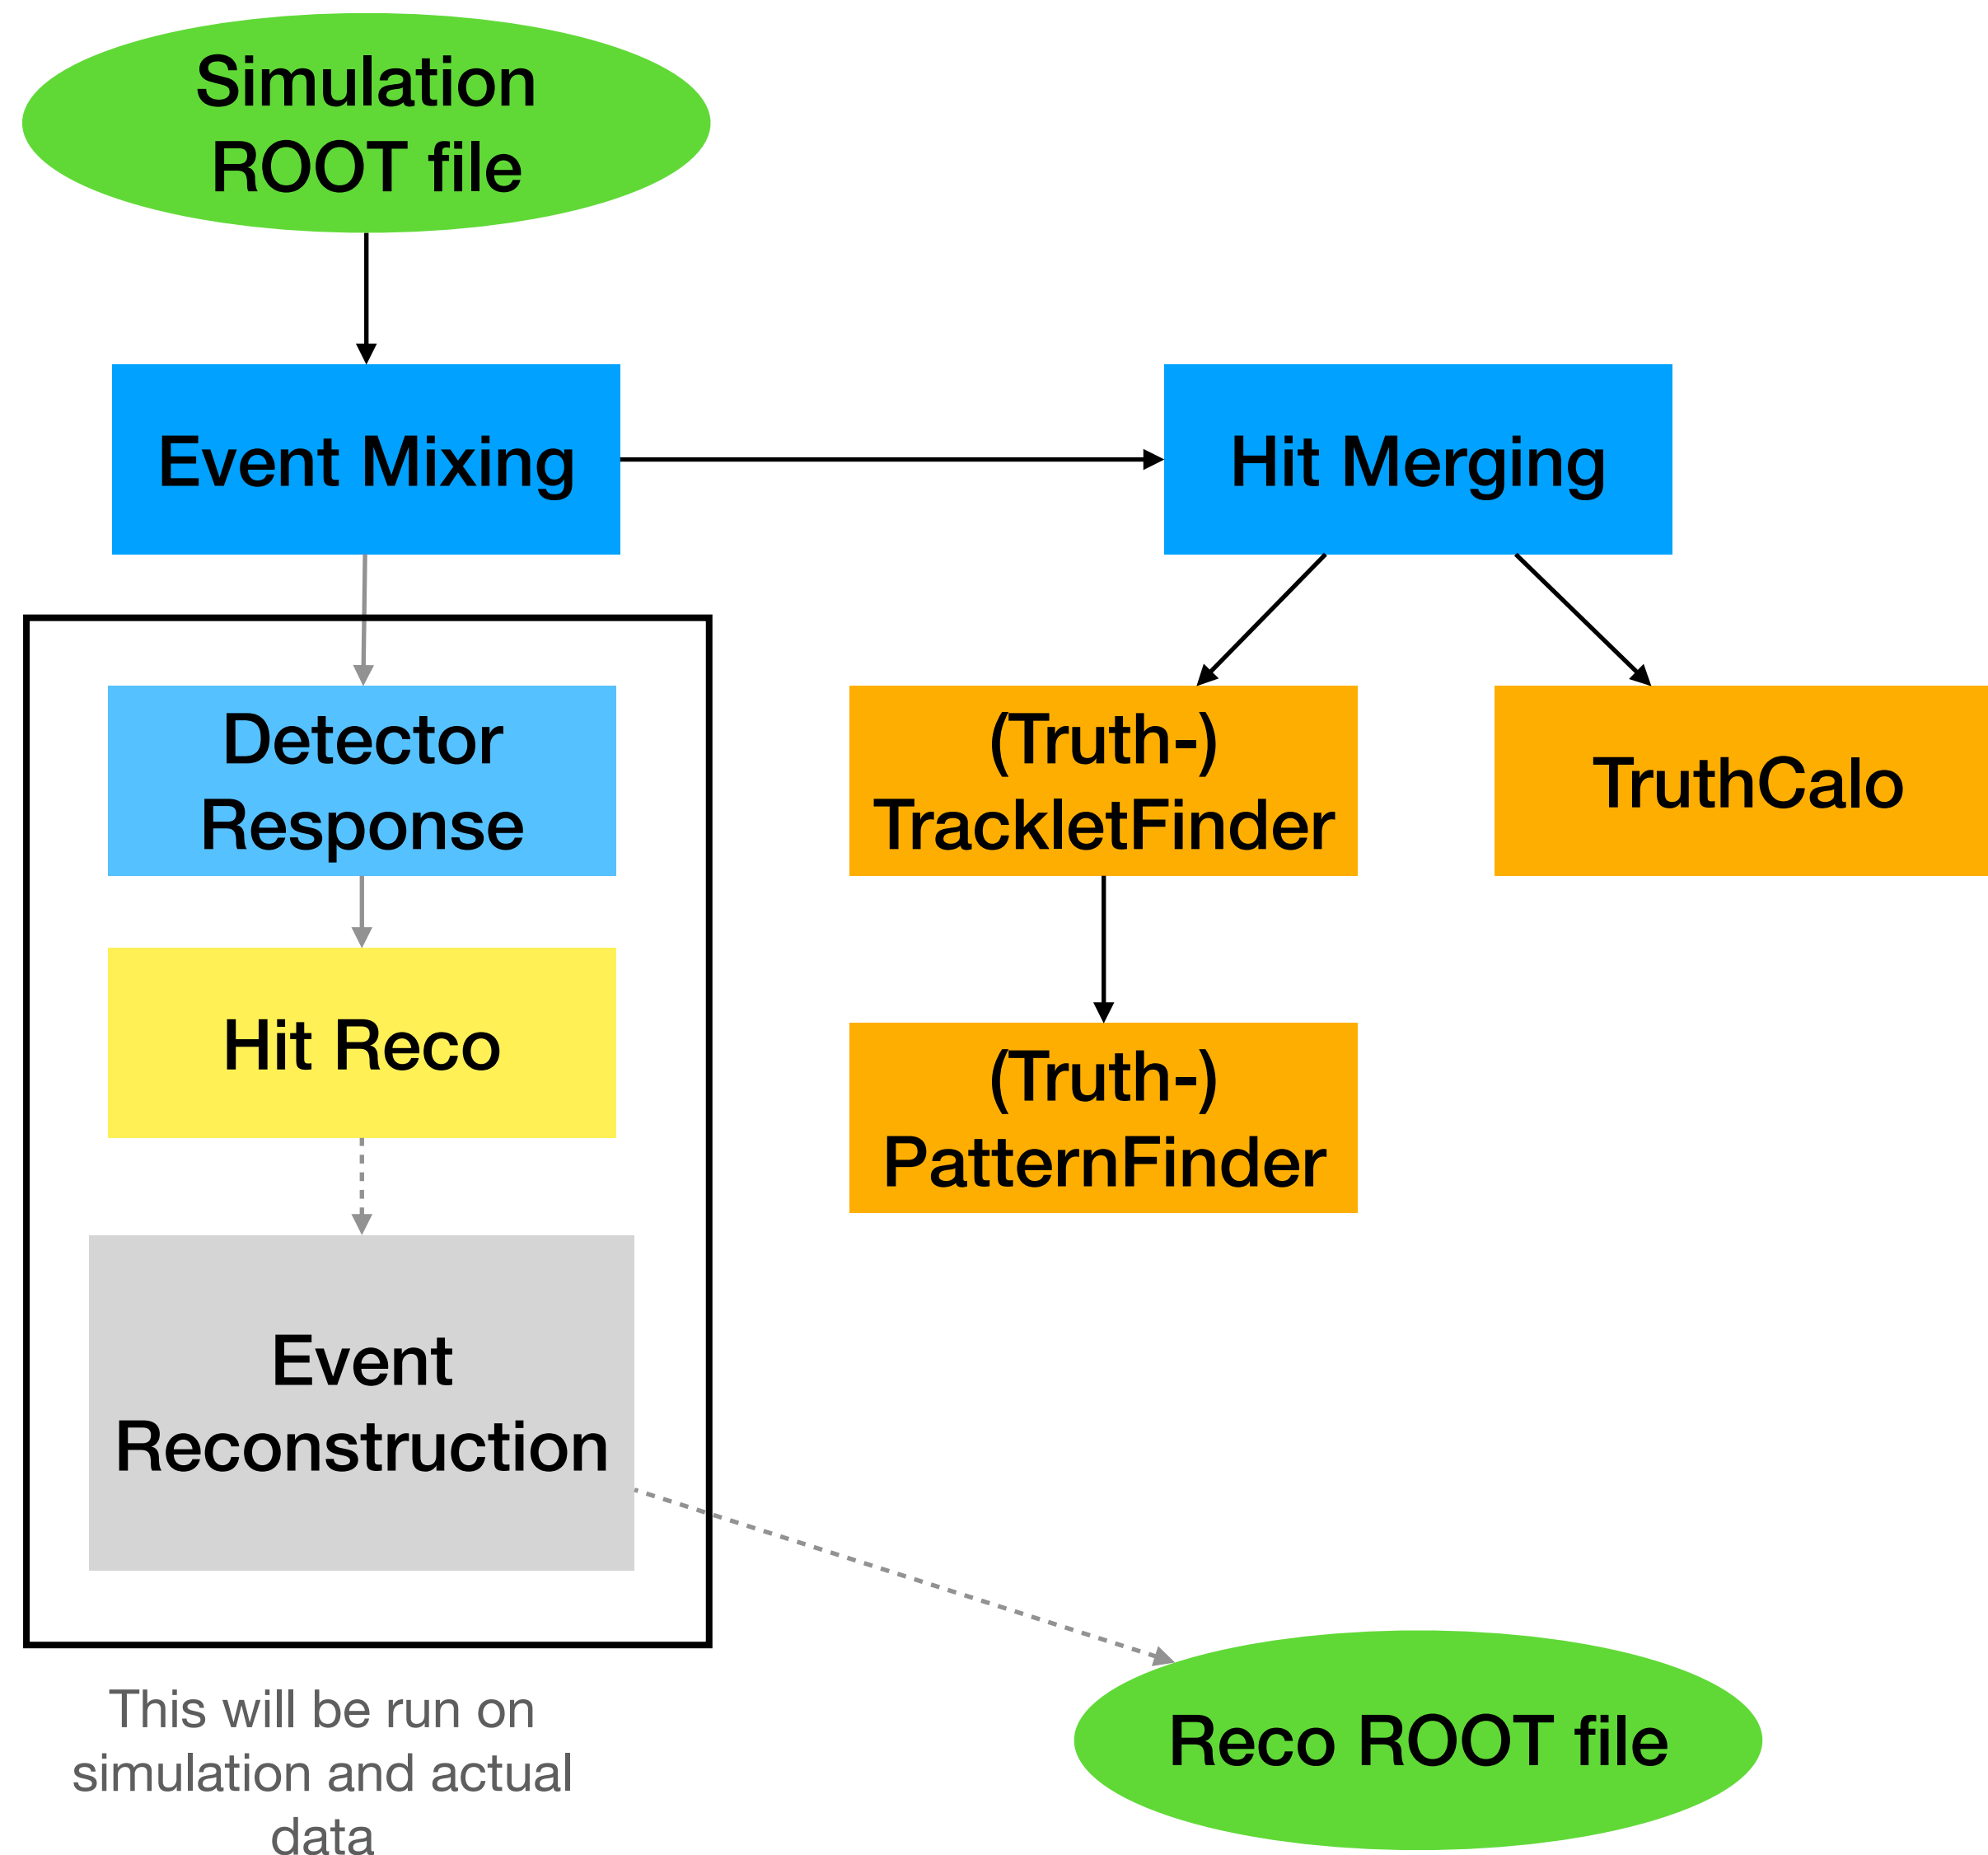 Simulation
ROOT file
Event Mixing
Hit Merging
Detector
Response
(Truth-)
TrackletFinder
TruthCalo
Hit Reco
(Truth-)
PatternFinder
Event
Reconstruction
This will be run on
simulation and actual
data
Reco ROOT file